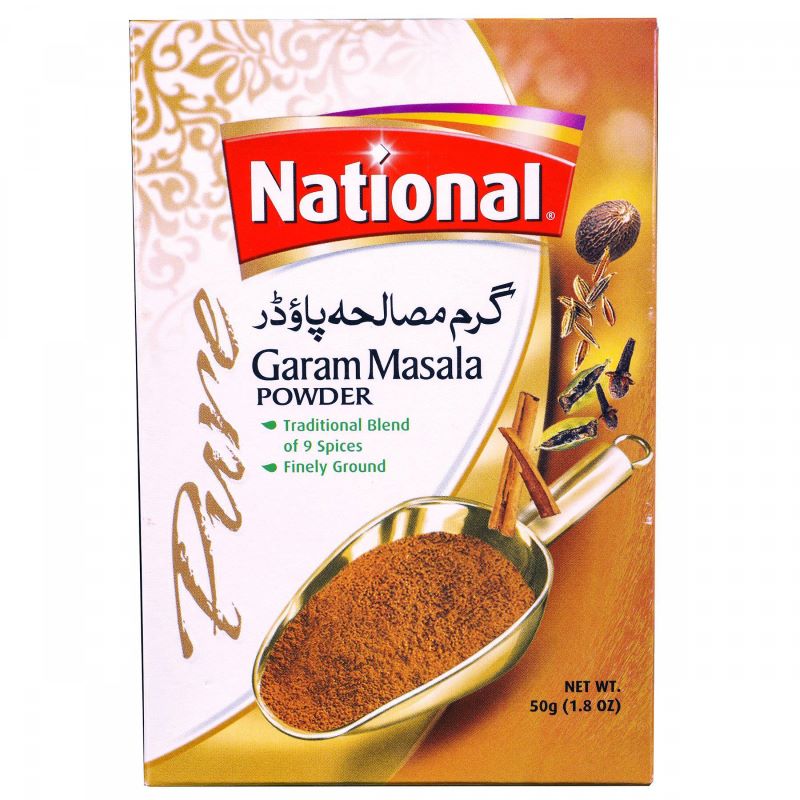 National®
گرم مصالحہ پاؤڈر
Garam Masala
POWDER
Traditional Blend
of 9 Spices
Finely Ground
Pure
NET WT.
50g (1.8 OZ)